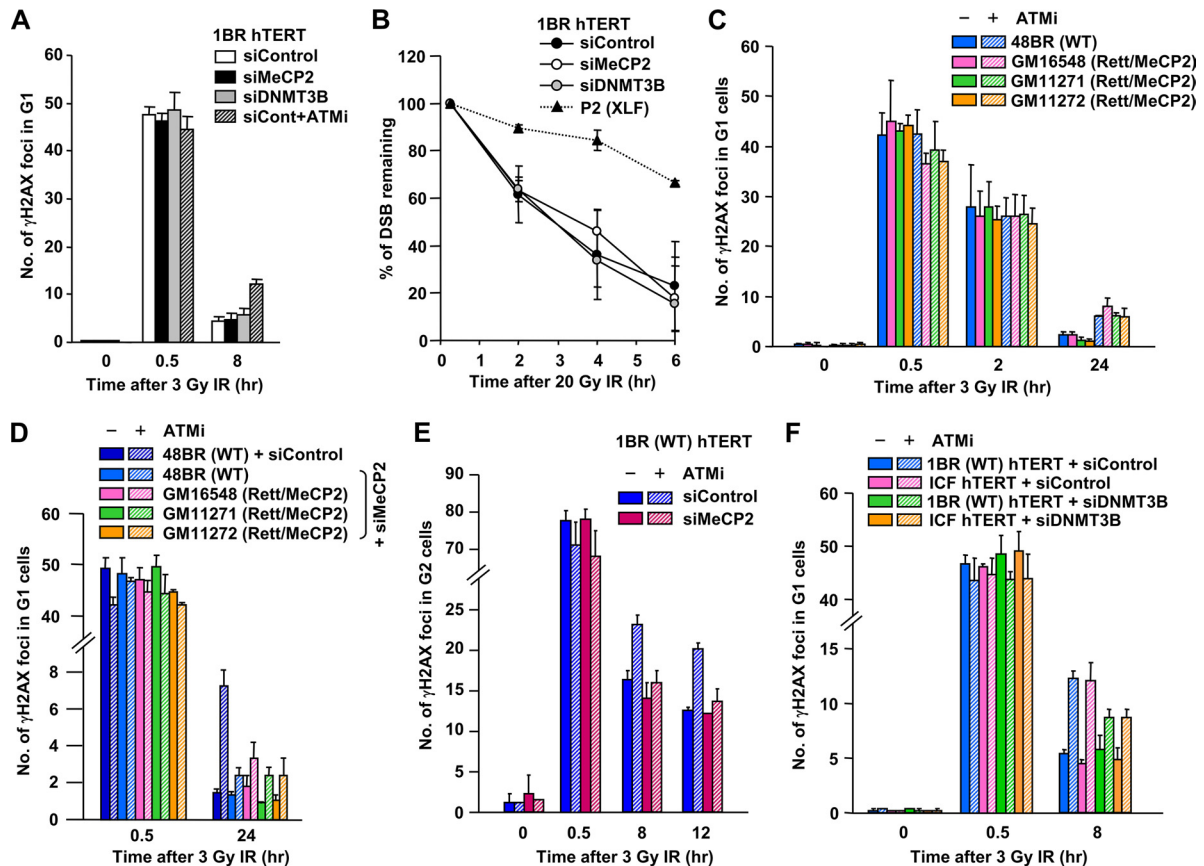 A
1BR hTERT
siControl
siMeCP2
siDNMT3B
siCont+ATMi
No. of γH2AX foci in G1
60
50
40
30
20
10
0
0 0.5 8
Time after 3 Gy IR (hr)
B
1BR hTERT
siControl
siMeCP2
siDNMT3B
P2 (XLF)
% of DSB remaining
120
100
80
60
40
20
0
0 1 2 3 4 5 6
Time after 20 Gy IR (hr)
C
− + ATMi
48BR (WT)
GM16548 (Rett/MeCP2)
GM11271 (Rett/MeCP2)
GM11272 (Rett/MeCP2)
No. of γH2AX foci in G1 cells
60
50
40
30
20
10
0
0 0.5 2 24
Time after 3 Gy IR (hr)
D
− + ATMi
48BR (WT) + siControl
48BR (WT)
GM16548 (Rett/MeCP2)
GM11271 (Rett/MeCP2)
GM11272 (Rett/MeCP2)
+ siMeCP2
No. of γH2AX foci in G1 cells
60
50
40
8
6
4
2
0
0.5 24
Time after 3 Gy IR (hr)
E
1BR (WT) hTERT
− + ATMi
siControl
siMeCP2
No. of γH2AX foci in G2 cells
90
80
70
25
20
15
10
5
0
0 0.5 8 12
Time after 3 Gy IR (hr)
F
− + ATMi
1BR (WT) hTERT + siControl
ICF hTERT + siControl
1BR (WT) hTERT + siDNMT3B
ICF hTERT + siDNMT3B
No. of γH2AX foci in G1 cells
60
50
40
15
10
5
0
0 0.5 8
Time after 3 Gy IR (hr)